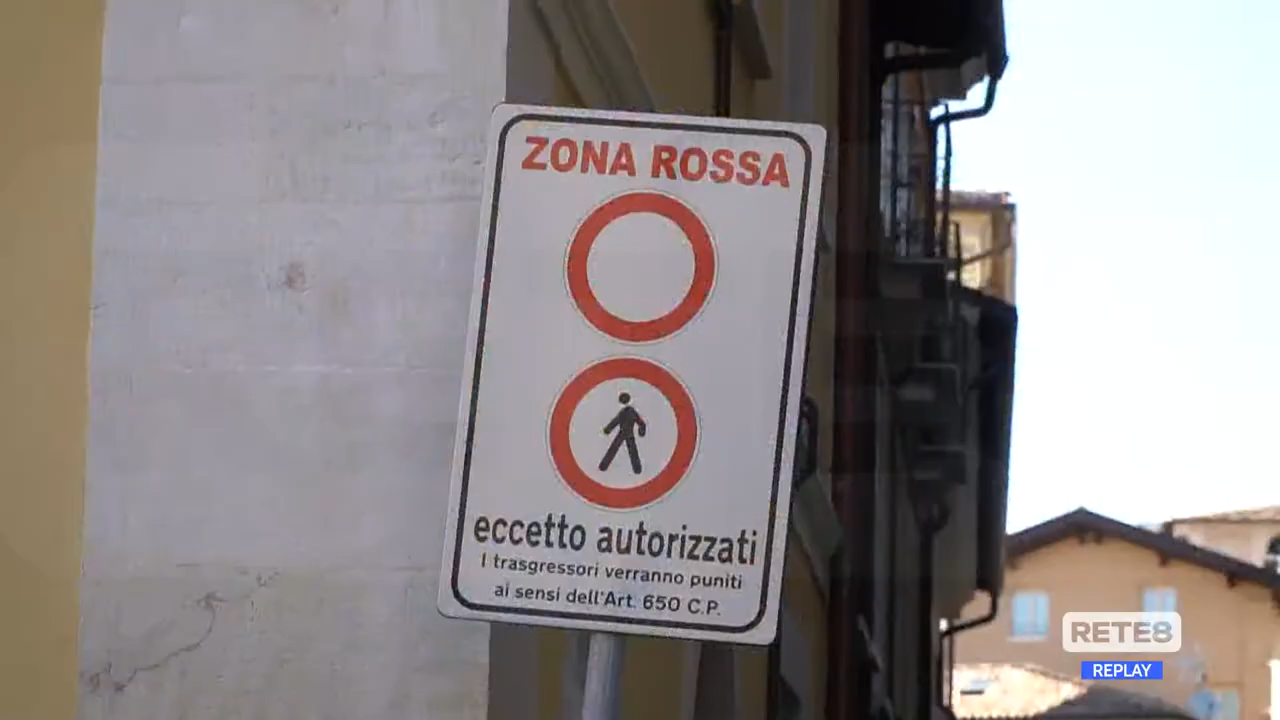 ZONA ROSSA
eccetto autorizzati
I trasgressori verranno puniti
ai sensi dell'Art. 650 C.P.
RETE8
REPLAY